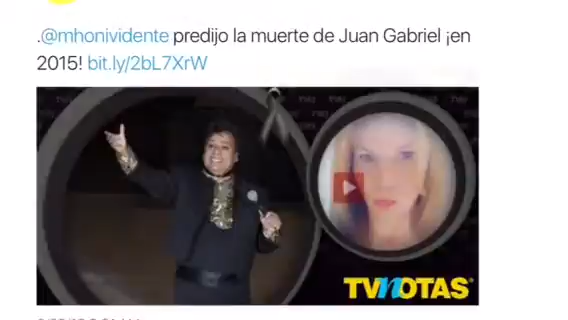 .@mhonividente predijo la muerte de Juan Gabriel ¡en
2015! bit.ly/2bL7XrW
TVNOTAS